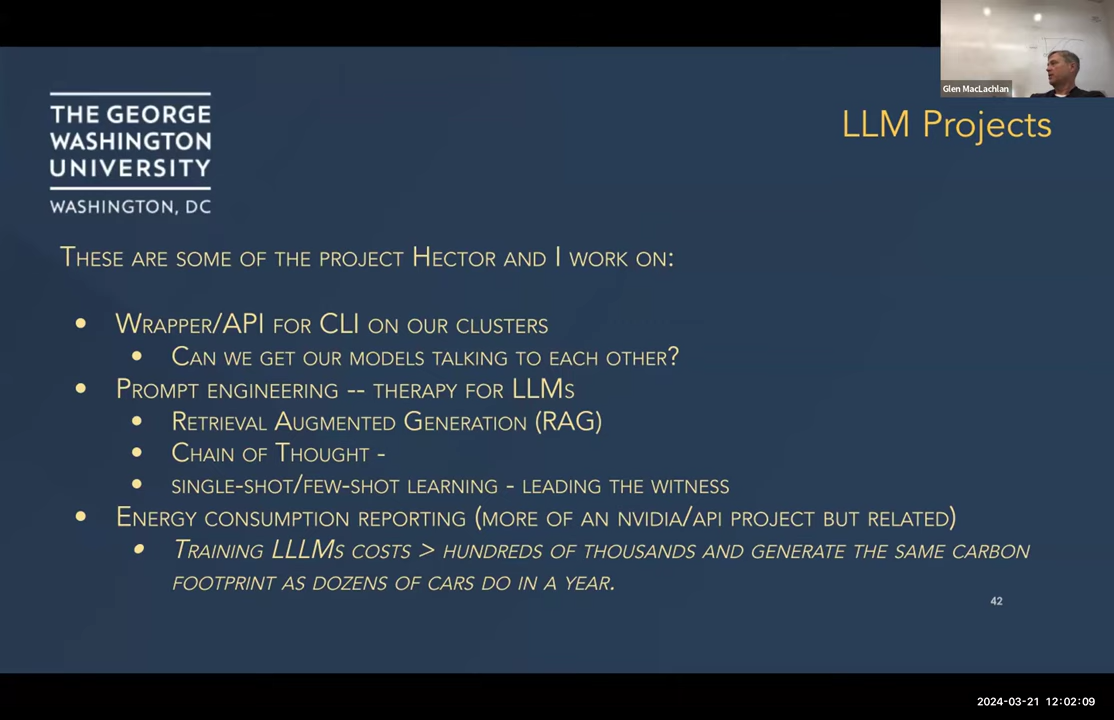 Glen MacLachlan
THE GEORGE
WASHINGTON
UNIVERSITY
WASHINGTON, DC
LLM Projects
These are some of the project Hector and I work on:
• Wrapper/API for CLI on our clusters
• Can we get our models talking to each other?
• Prompt engineering -- therapy for LLMs
• Retrieval Augmented Generation (RAG)
• Chain of Thought -
• single-shot/few-shot learning - leading the witness
• Energy consumption reporting (more of an nvidia/api project but related)
• Training LLLMs costs > hundreds of thousands and generate the same carbon
footprint as dozens of cars do in a year.
42
2024-03-21 12:02:09